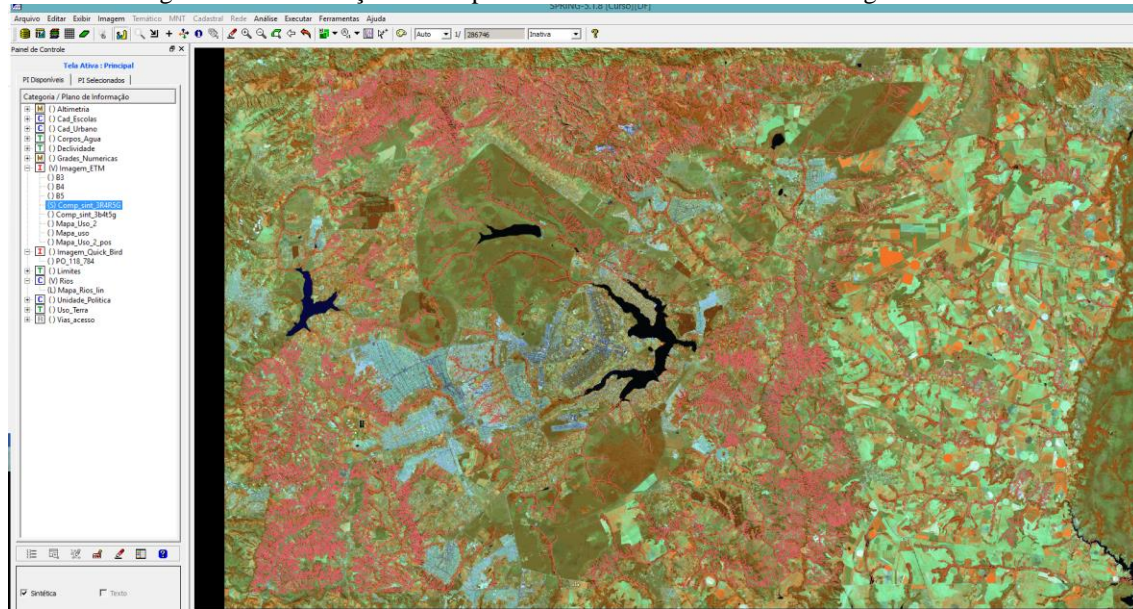 SPRING-5.1.8 [Curso][DF]
Arquivo Editar Exibir Imagem Temático MNT Cadastral Rede Análise Executar Ferramentas Ajuda
Auto 1/ 286746 Inativa
Painel de Controle
Tela Ativa : Principal
PI Disponíveis PI Selecionados
Categoria / Plano de Informação
M () Altimetria
C () Cad_Escolas
C () Cad_Urbano
T () Corpos_Agua
T () Declividade
M () Grades_Numericas
I (V) Imagem_ETM
() B3
() B4
() B5
(S) Comp_sint_3R4R5G
() Comp_sint_3b4t5g
() Mapa_Uso_2
() Mapa_uso
() Mapa_Uso_2_pos
I () Imagem_Quick_Bird
() PO_118_784
T () Limites
C (V) Rios
(L) Mapa_Rios_lin
C () Unidade_Politica
T () Uso_Terra
() Vias_acesso
Sintética Texto